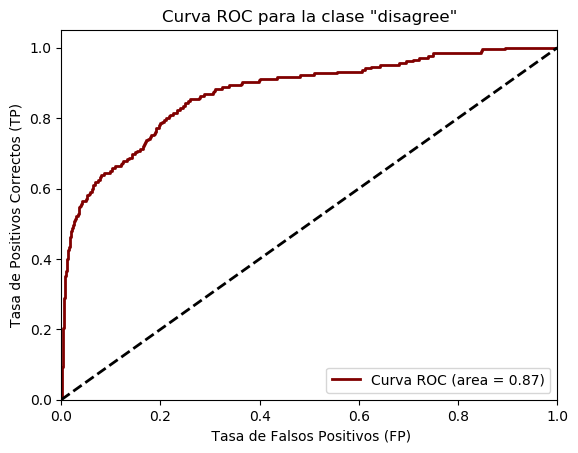 Curva ROC para la clase "disagree"
Tasa de Positivos Correctos (TP)
1.0
0.8
0.6
0.4
0.2
0.0
0.0 0.2 0.4 0.6 0.8 1.0
Curva ROC (area = 0.87)
Tasa de Falsos Positivos (FP)